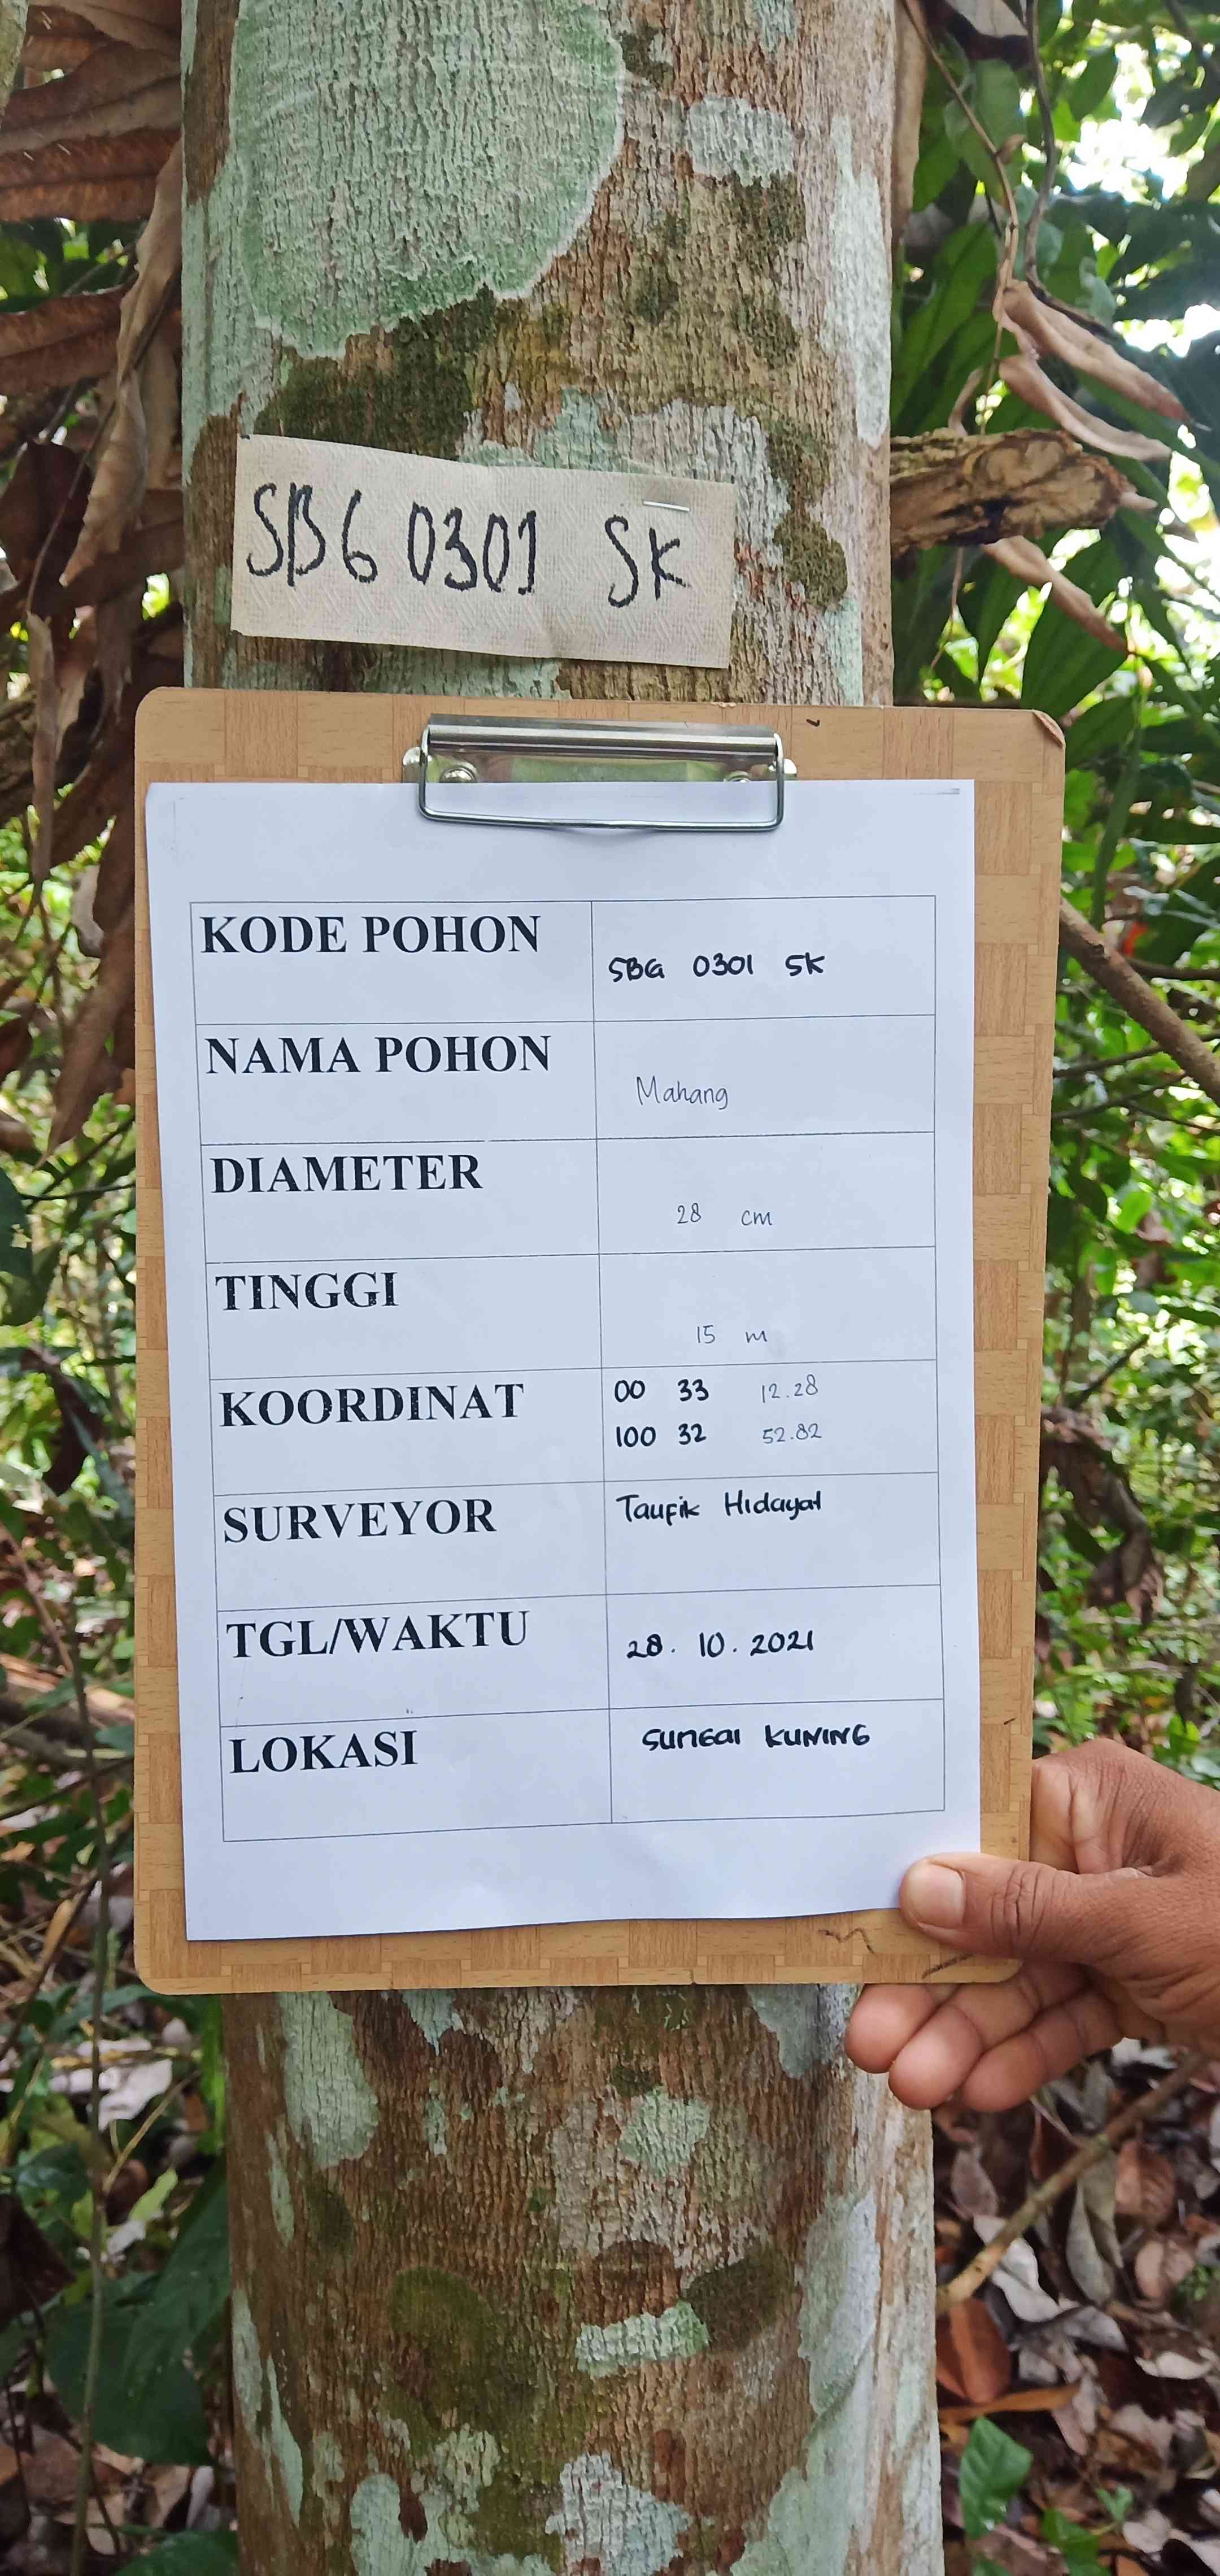 SBG 0301 SK
KODE POHON
SBG 0301 SK
NAMA POHON
Mahang
DIAMETER
28 cm
TINGGI
15 m
KOORDINAT
00 33 12.28
100 32 52.82
SURVEYOR
Taufik Hidayat
TGL/WAKTU
28. 10. 2021
LOKASI
SUNGAI KUNING